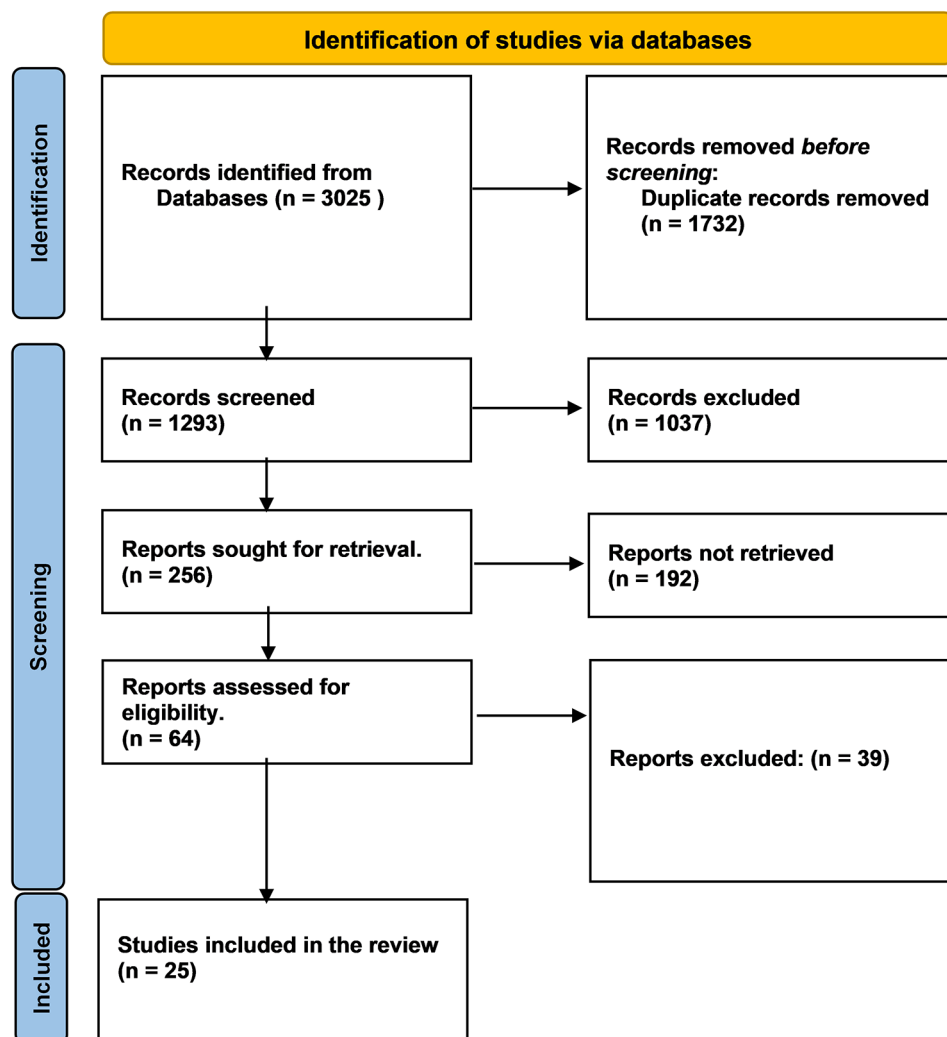 Identification of studies via databases
Identification
Records identified from
Databases (n = 3025 )
Records removed before
screening:
Duplicate records removed
(n = 1732)
Screening
Records screened
(n = 1293)
Records excluded
(n = 1037)
Reports sought for retrieval.
(n = 256)
Reports not retrieved
(n = 192)
Reports assessed for
eligibility.
(n = 64)
Reports excluded: (n = 39)
Included
Studies included in the review
(n = 25)